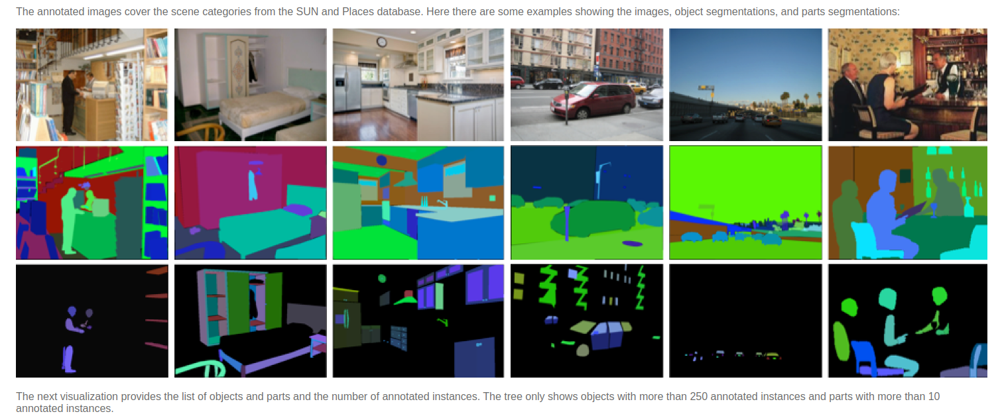 The annotated images cover the scene categories from the SUN and Places database. Here there are some examples showing the images, object segmentations, and parts segmentations:
The next visualization provides the list of objects and parts and the number of annotated instances. The tree only shows objects with more than 250 annotated instances and parts with more than 10
annotated instances.